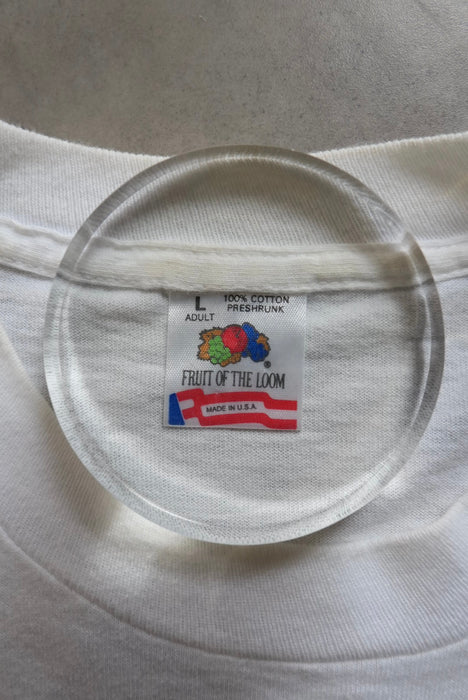 L
ADULT
100% COTTON
PRESHRUNK
®
FRUIT OF THE LOOM
MADE IN U.S.A.